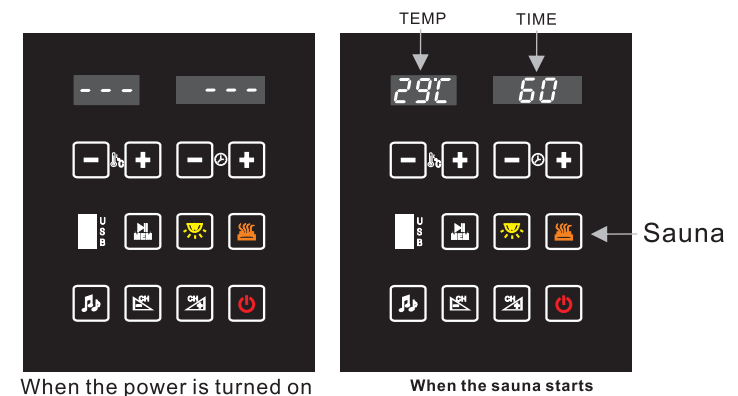 TEMP TIME
- - - - - -
29℃ 60
℃ ℃
USB MEM USB MEM
Sauna
CH CH CH CH
When the power is turned on
When the sauna starts